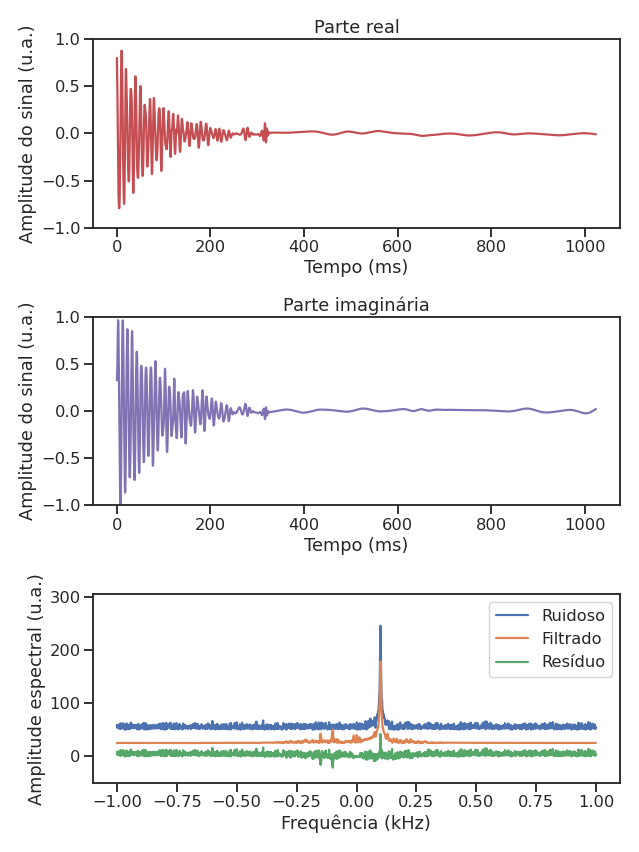 Parte real
Amplitude do sinal (u.a.)
1.0
0.5
0.0
−0.5
−1.0
0 200 400 600 800 1000
Tempo (ms)
Parte imaginária
Amplitude do sinal (u.a.)
1.0
0.5
0.0
−0.5
−1.0
0 200 400 600 800 1000
Tempo (ms)
Amplitude espectral (u.a.)
300
200
100
0
Ruidoso
Filtrado
Resíduo
−1.00 −0.75 −0.50 −0.25 0.00 0.25 0.50 0.75 1.00
Frequência (kHz)